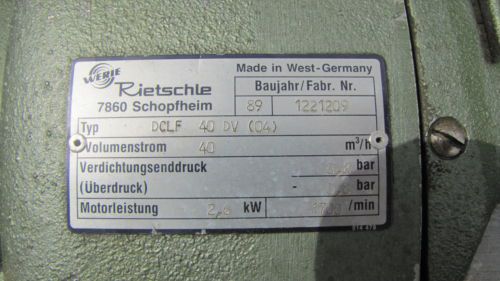 WERIE
Rietschle
7860 Schopfheim
Made in West-Germany
Baujahr/Fabr. Nr.
89 1221209
Typ DCLF 40 DV (04)
Volumenstrom 40 m³/h
Verdichtungsenddruck bar
(Überdruck) - bar
Motorleistung kW /min